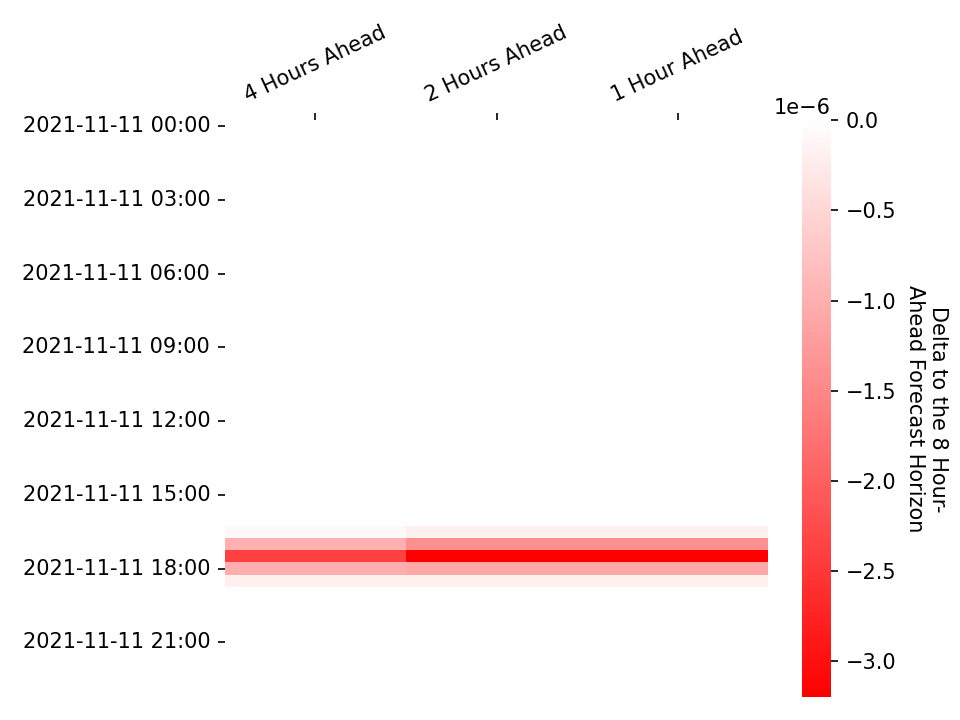 4 Hours Ahead
2 Hours Ahead
1 Hour Ahead
2021-11-11 00:00
2021-11-11 03:00
2021-11-11 06:00
2021-11-11 09:00
2021-11-11 12:00
2021-11-11 15:00
2021-11-11 18:00
2021-11-11 21:00
1e−6
0.0
−0.5
−1.0
−1.5
−2.0
−2.5
−3.0
Delta to the 8 Hour-
Ahead Forecast Horizon